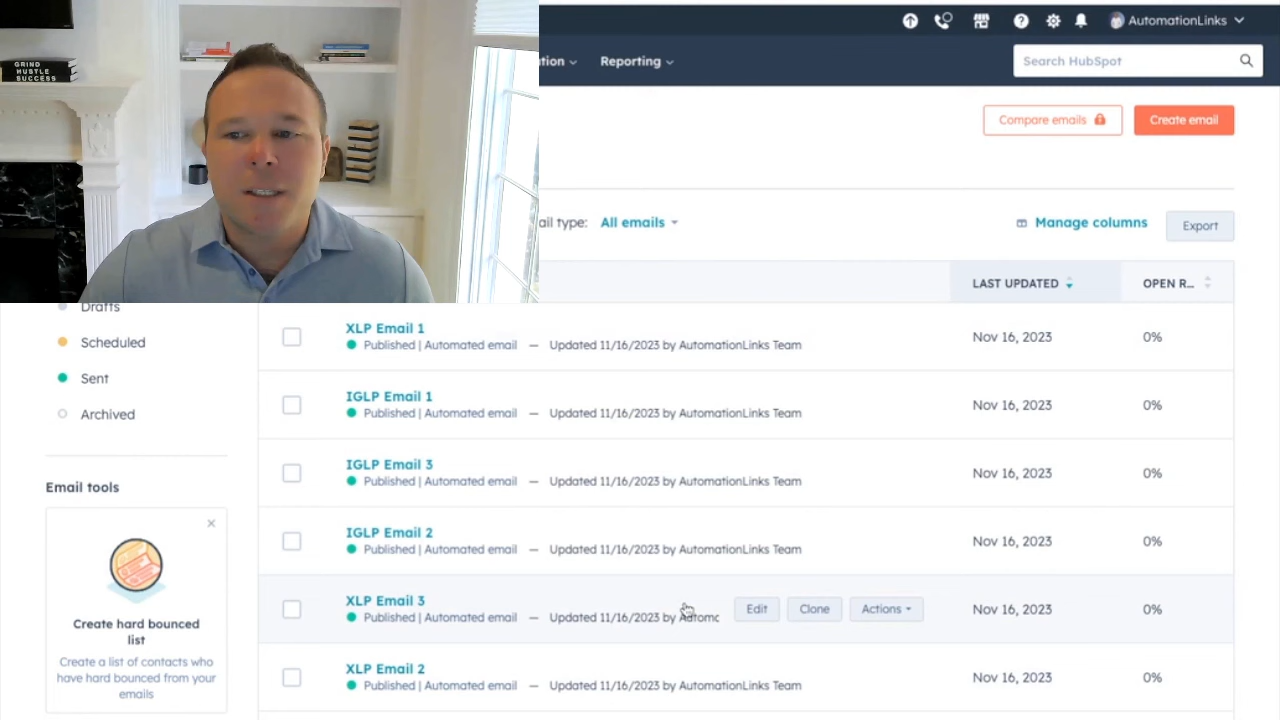 GRIND
HUSTLE
SUCCESS
AutomationLinks
Reporting
Search HubSpot
Compare emails
Create email
All emails
Manage columns
Export
LAST UPDATED
OPEN R...
Drafts
Scheduled
Sent
Archived
Email tools
Create hard bounced
list
Create a list of contacts who
have hard bounced from your
emails
XLP Email 1
Published | Automated email — Updated 11/16/2023 by AutomationLinks Team
Nov 16, 2023
0%
IGLP Email 1
Published | Automated email — Updated 11/16/2023 by AutomationLinks Team
Nov 16, 2023
0%
IGLP Email 3
Published | Automated email — Updated 11/16/2023 by AutomationLinks Team
Nov 16, 2023
0%
IGLP Email 2
Published | Automated email — Updated 11/16/2023 by AutomationLinks Team
Nov 16, 2023
0%
XLP Email 3
Published | Automated email — Updated 11/16/2023 by
Edit
Clone
Actions
Nov 16, 2023
0%
XLP Email 2
Published | Automated email — Updated 11/16/2023 by AutomationLinks Team
Nov 16, 2023
0%